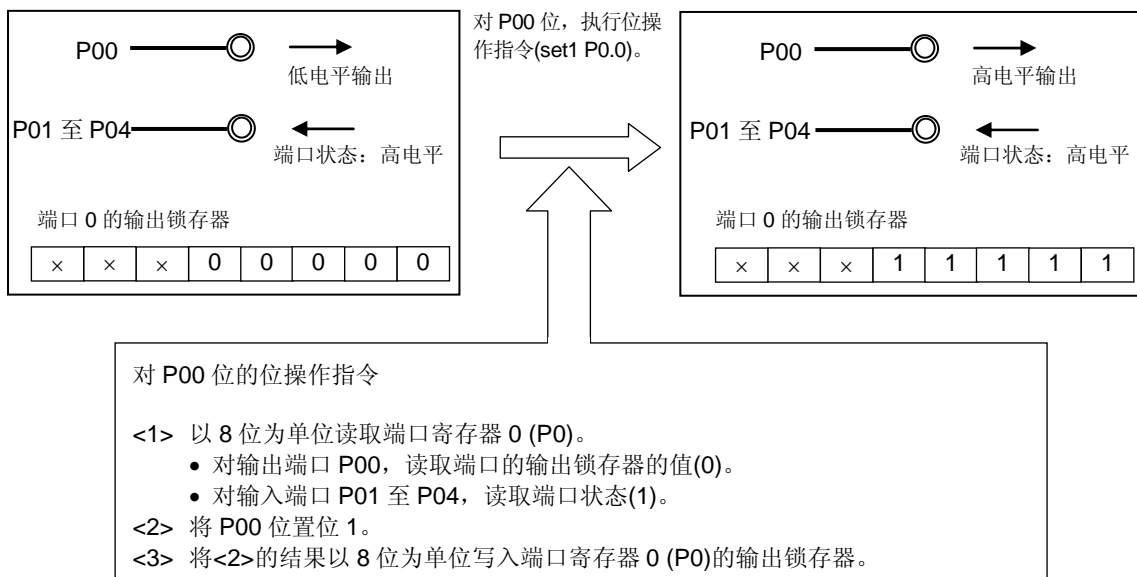 P00
低电平输出
P01 至 P04
端口状态：高电平
端口 0 的输出锁存器
× × × 0 0 0 0 0
对 P00 位，执行位操
作指令(set1 P0.0)。
P00
高电平输出
P01 至 P04
端口状态：高电平
端口 0 的输出锁存器
× × × 1 1 1 1 1
对 P00 位的位操作指令
<1> 以 8 位为单位读取端口寄存器 0 (P0)。
• 对输出端口 P00，读取端口的输出锁存器的值(0)。
• 对输入端口 P01 至 P04，读取端口状态(1)。
<2> 将 P00 位置位 1。
<3> 将<2>的结果以 8 位为单位写入端口寄存器 0 (P0)的输出锁存器。